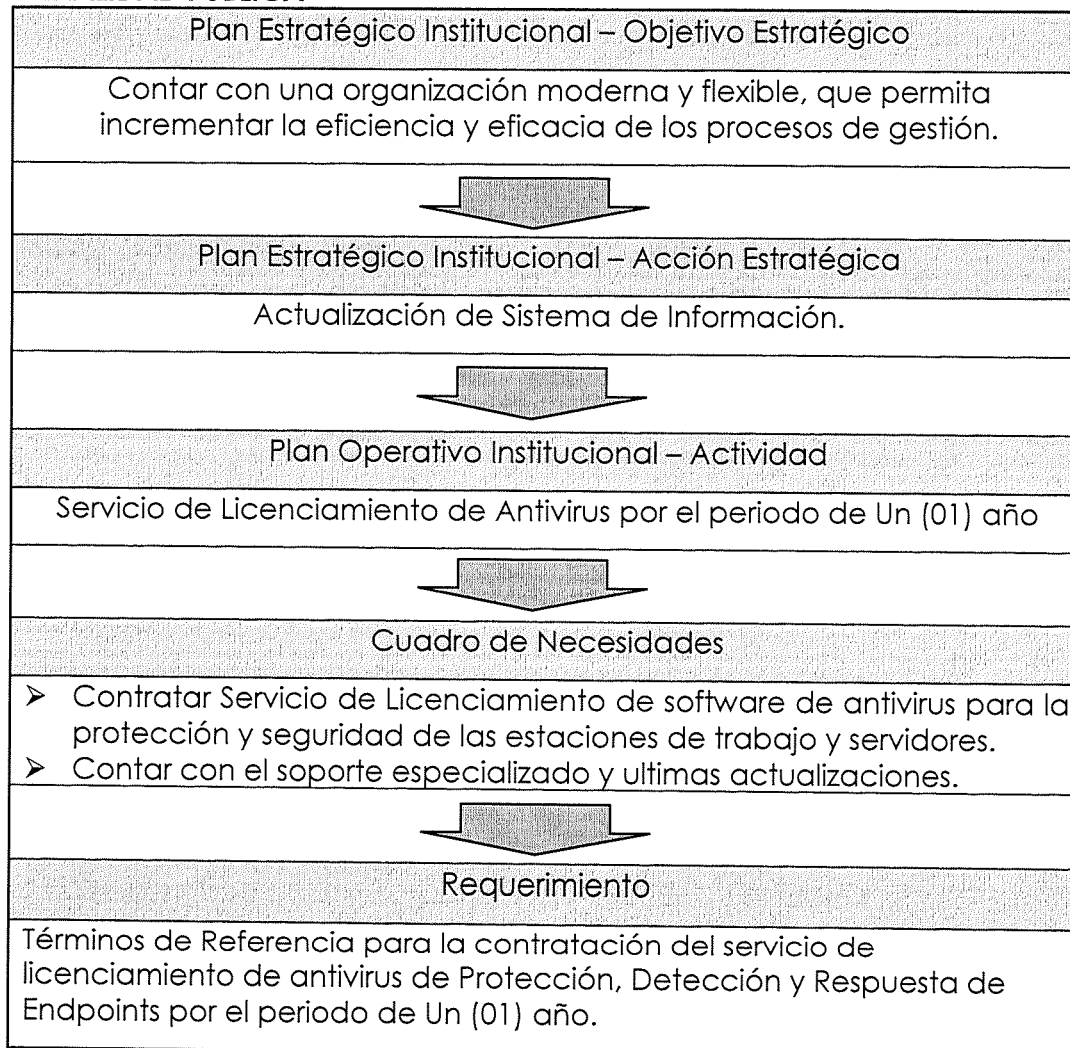 Plan Estratégico Institucional – Objetivo Estratégico
Contar con una organización moderna y flexible, que permita
incrementar la eficiencia y eficacia de los procesos de gestión.
Plan Estratégico Institucional – Acción Estratégica
Actualización de Sistema de Información.
Plan Operativo Institucional – Actividad
Servicio de Licenciamiento de Antivirus por el periodo de Un (01) año
Cuadro de Necesidades
➤ Contratar Servicio de Licenciamiento de software de antivirus para la
protección y seguridad de las estaciones de trabajo y servidores.
➤ Contar con el soporte especializado y ultimas actualizaciones.
Requerimiento
Términos de Referencia para la contratación del servicio de
licenciamiento de antivirus de Protección, Detección y Respuesta de
Endpoints por el periodo de Un (01) año.